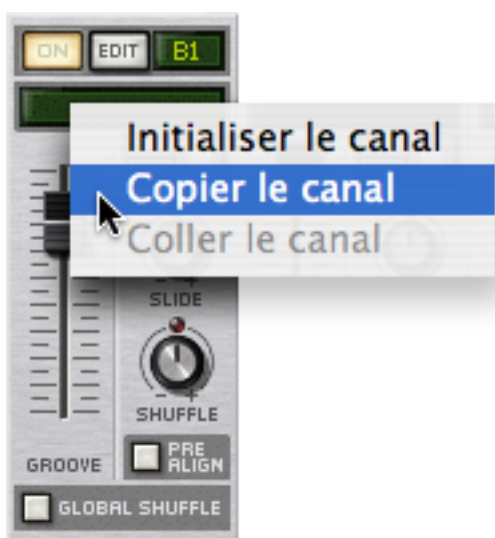 ON EDIT B1
Initialiser le canal
Copier le canal
Coller le canal
SLIDE
SHUFFLE
GROOVE
PRE
ALIGN
GLOBAL SHUFFLE